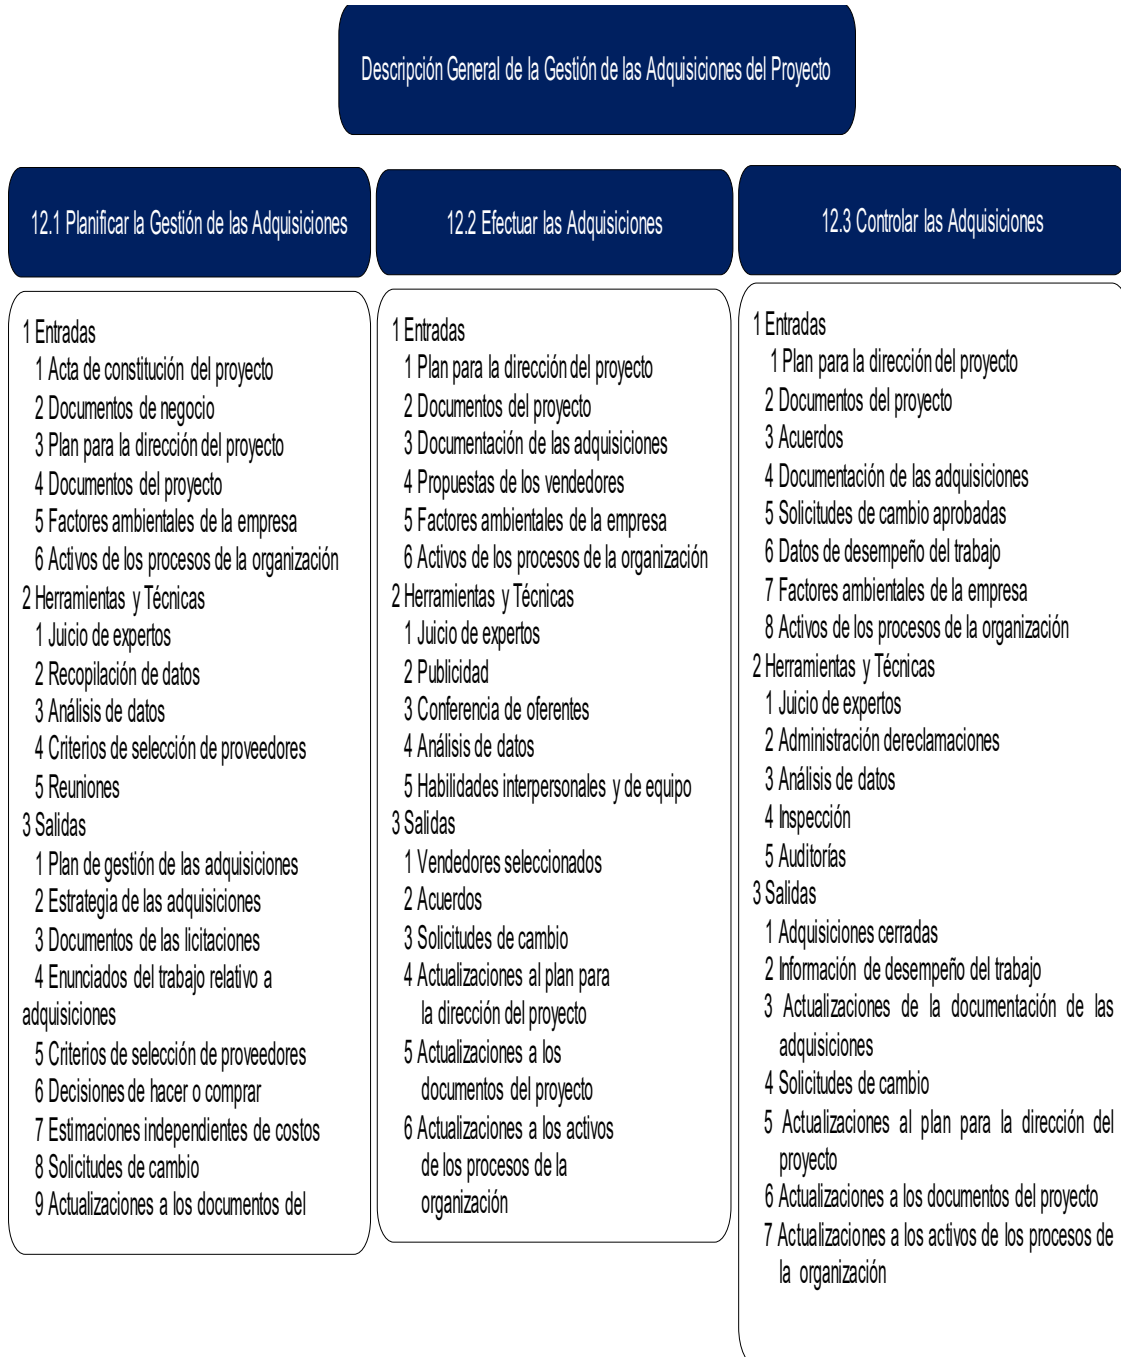 Descripción General de la Gestión de las Adquisiciones del Proyecto
12.1 Planificar la Gestión de las Adquisiciones
1 Entradas
1 Acta de constitución del proyecto
2 Documentos de negocio
3 Plan para la dirección del proyecto
4 Documentos del proyecto
5 Factores ambientales de la empresa
6 Activos de los procesos de la organización
2 Herramientas y Técnicas
1 Juicio de expertos
2 Recopilación de datos
3 Análisis de datos
4 Criterios de selección de proveedores
5 Reuniones
3 Salidas
1 Plan de gestión de las adquisiciones
2 Estrategia de las adquisiciones
3 Documentos de las licitaciones
4 Enunciados del trabajo relativo a
adquisiciones
5 Criterios de selección de proveedores
6 Decisiones de hacer o comprar
7 Estimaciones independientes de costos
8 Solicitudes de cambio
9 Actualizaciones a los documentos del
12.2 Efectuar las Adquisiciones
1 Entradas
1 Plan para la dirección del proyecto
2 Documentos del proyecto
3 Documentación de las adquisiciones
4 Propuestas de los vendedores
5 Factores ambientales de la empresa
6 Activos de los procesos de la organización
2 Herramientas y Técnicas
1 Juicio de expertos
2 Publicidad
3 Conferencia de oferentes
4 Análisis de datos
5 Habilidades interpersonales y de equipo
3 Salidas
1 Vendedores seleccionados
2 Acuerdos
3 Solicitudes de cambio
4 Actualizaciones al plan para
la dirección del proyecto
5 Actualizaciones a los
documentos del proyecto
6 Actualizaciones a los activos
de los procesos de la
organización
12.3 Controlar las Adquisiciones
1 Entradas
1 Plan para la dirección del proyecto
2 Documentos del proyecto
3 Acuerdos
4 Documentación de las adquisiciones
5 Solicitudes de cambio aprobadas
6 Datos de desempeño del trabajo
7 Factores ambientales de la empresa
8 Activos de los procesos de la organización
2 Herramientas y Técnicas
1 Juicio de expertos
2 Administración dereclamaciones
3 Análisis de datos
4 Inspección
5 Auditorías
3 Salidas
1 Adquisiciones cerradas
2 Información de desempeño del trabajo
3 Actualizaciones de la documentación de las
adquisiciones
4 Solicitudes de cambio
5 Actualizaciones al plan para la dirección del
proyecto
6 Actualizaciones a los documentos del proyecto
7 Actualizaciones a los activos de los procesos de
la organización